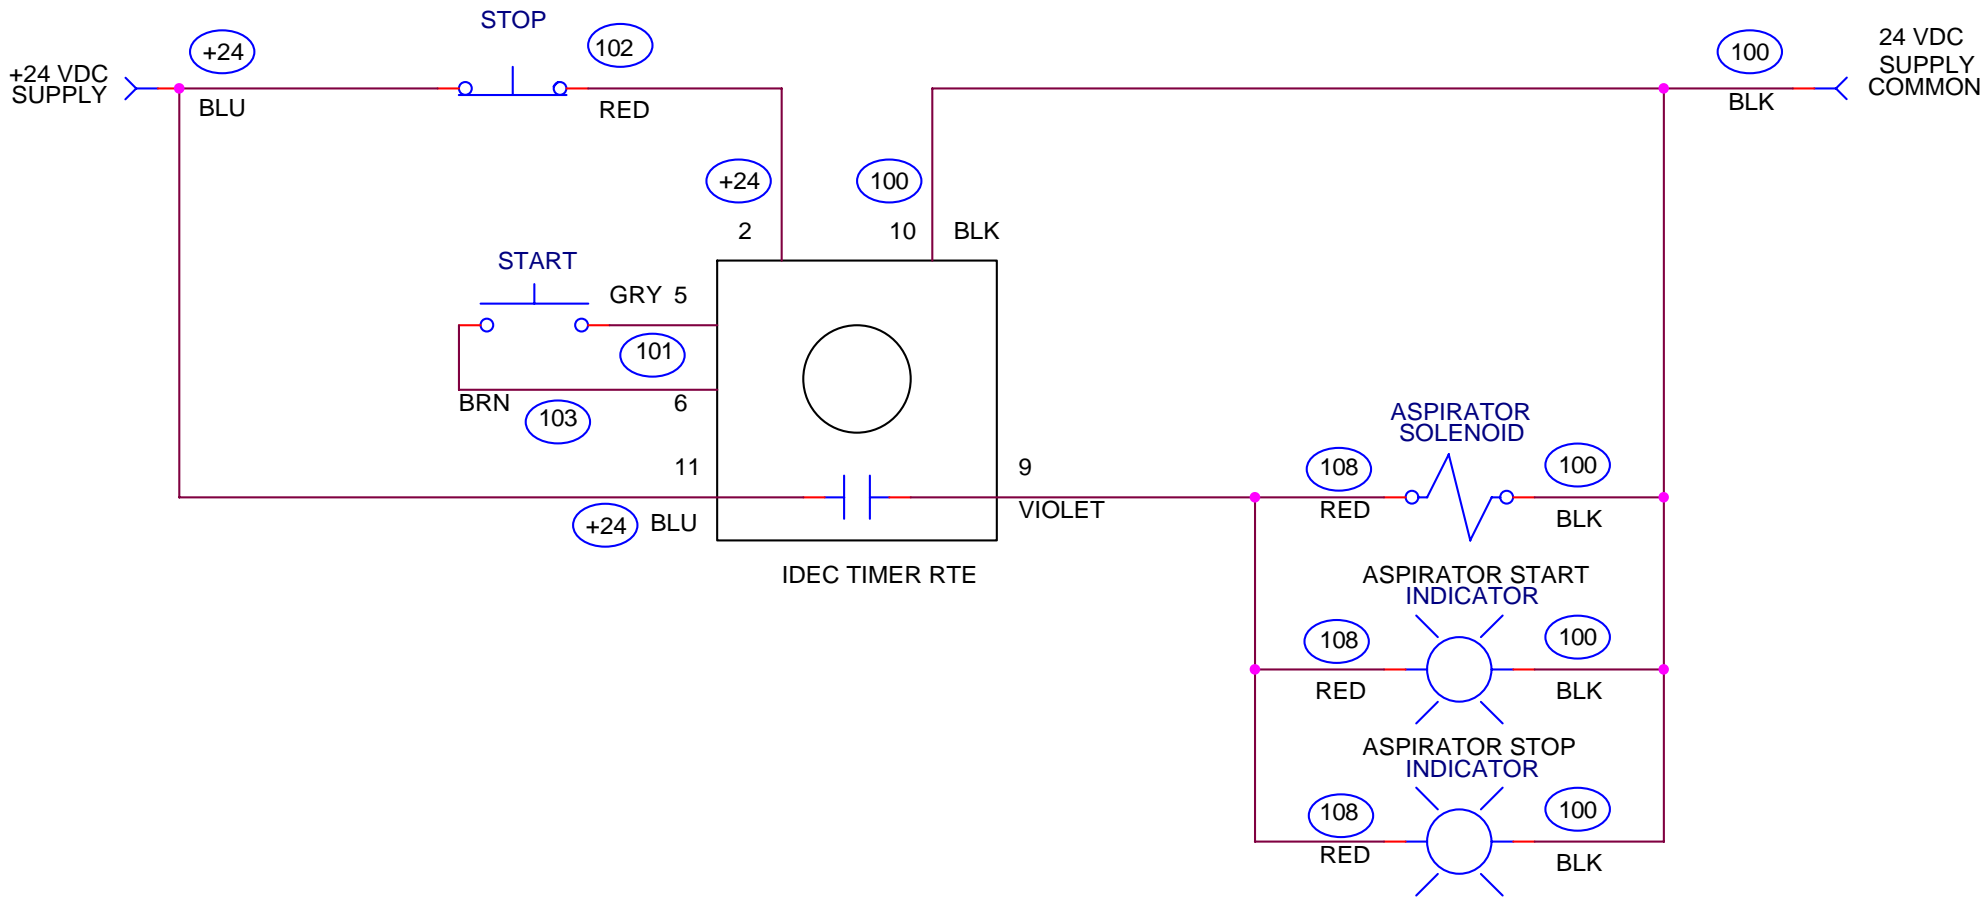 STOP
+24
102
100
24 VDC
SUPPLY
COMMON
+24 VDC
SUPPLY
BLU
RED
BLK
+24
100
2
10
BLK
START
GRY
5
101
BRN
103
6
11
9
+24
BLU
VIOLET
IDEC TIMER RTE
ASPIRATOR
SOLENOID
108
100
RED
BLK
ASPIRATOR START
INDICATOR
108
100
RED
BLK
ASPIRATOR STOP
INDICATOR
108
100
RED
BLK